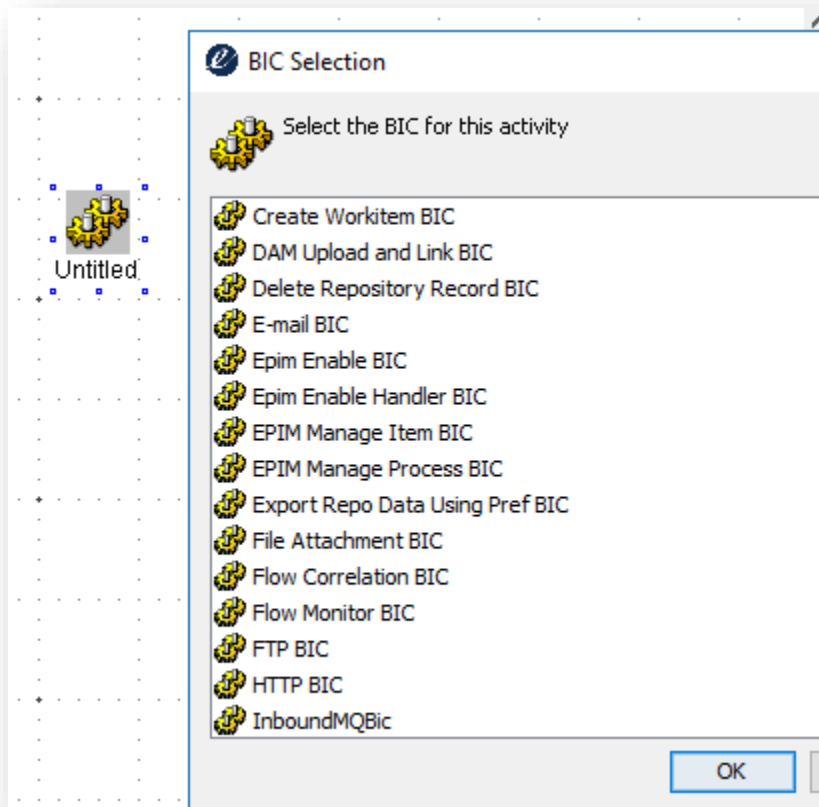 BIC Selection
Select the BIC for this activity
Untitled
Create Workitem BIC
DAM Upload and Link BIC
Delete Repository Record BIC
E-mail BIC
Epim Enable BIC
Epim Enable Handler BIC
EPIM Manage Item BIC
EPIM Manage Process BIC
Export Repo Data Using Pref BIC
File Attachment BIC
Flow Correlation BIC
Flow Monitor BIC
FTP BIC
HTTP BIC
InboundMQBic
OK